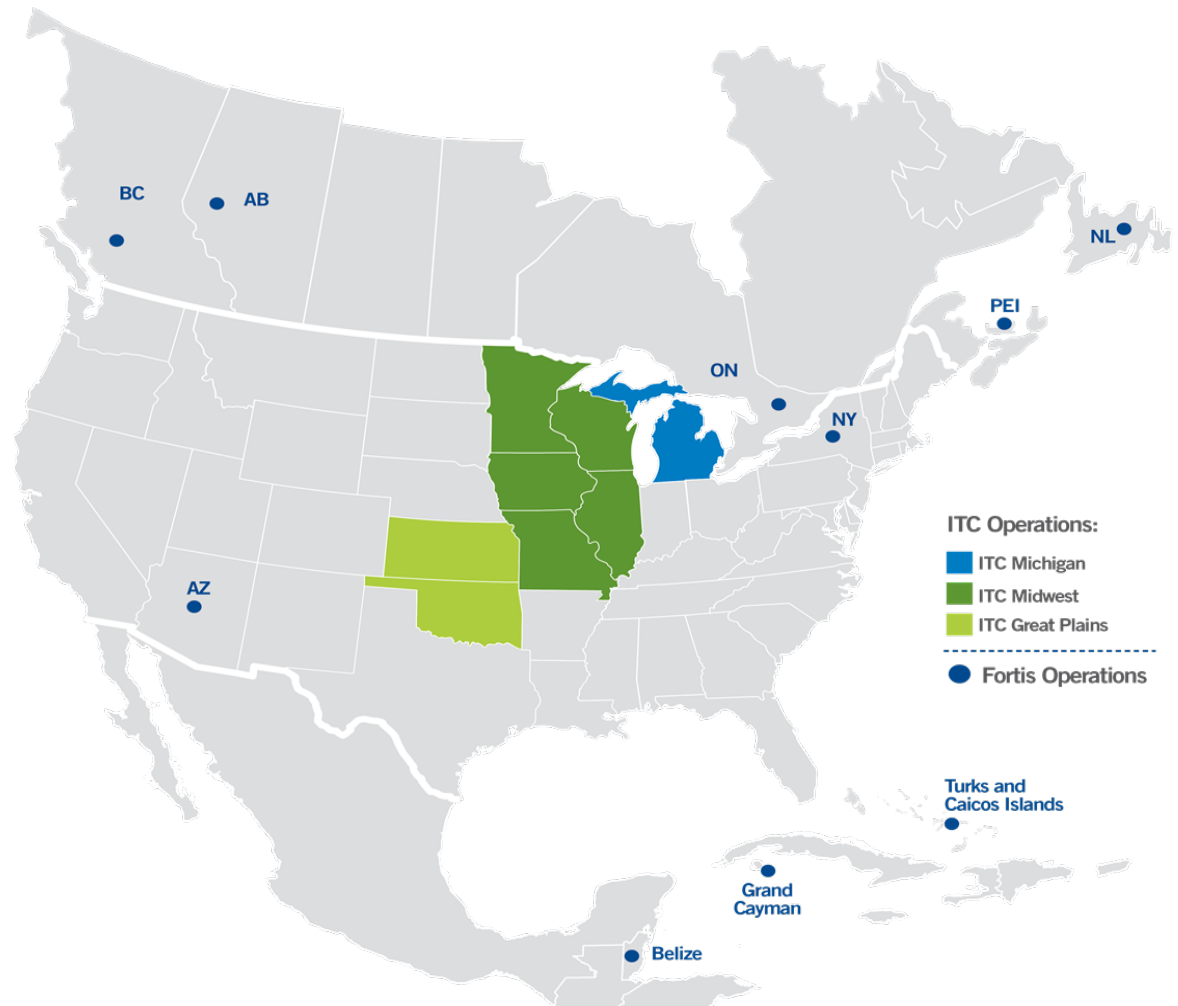 BC
AB
NL
PEI
ON
NY
ITC Operations:
ITC Michigan
ITC Midwest
AZ
ITC Great Plains
Fortis Operations
Turks and
Caicos Islands
Grand
Cayman
Belize